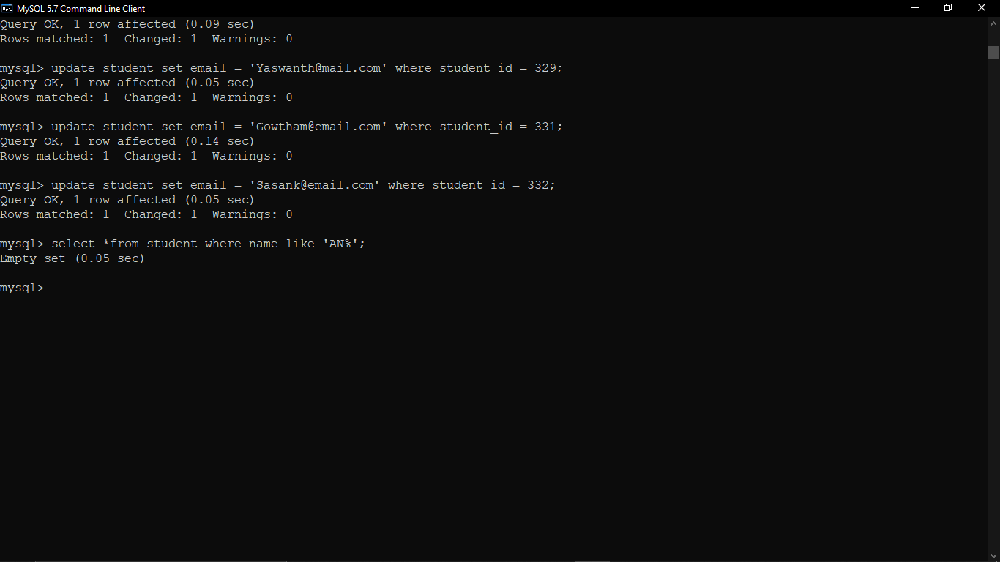 MySQL 5.7 Command Line Client
Query OK, 1 row affected (0.09 sec)
Rows matched: 1  Changed: 1  Warnings: 0
mysql> update student set email = 'Yaswanth@mail.com' where student_id = 329;
Query OK, 1 row affected (0.05 sec)
Rows matched: 1  Changed: 1  Warnings: 0
mysql> update student set email = 'Gowtham@email.com' where student_id = 331;
Query OK, 1 row affected (0.14 sec)
Rows matched: 1  Changed: 1  Warnings: 0
mysql> update student set email = 'Sasank@email.com' where student_id = 332;
Query OK, 1 row affected (0.05 sec)
Rows matched: 1  Changed: 1  Warnings: 0
mysql> select *from student where name like 'AN%';
Empty set (0.05 sec)
mysql>